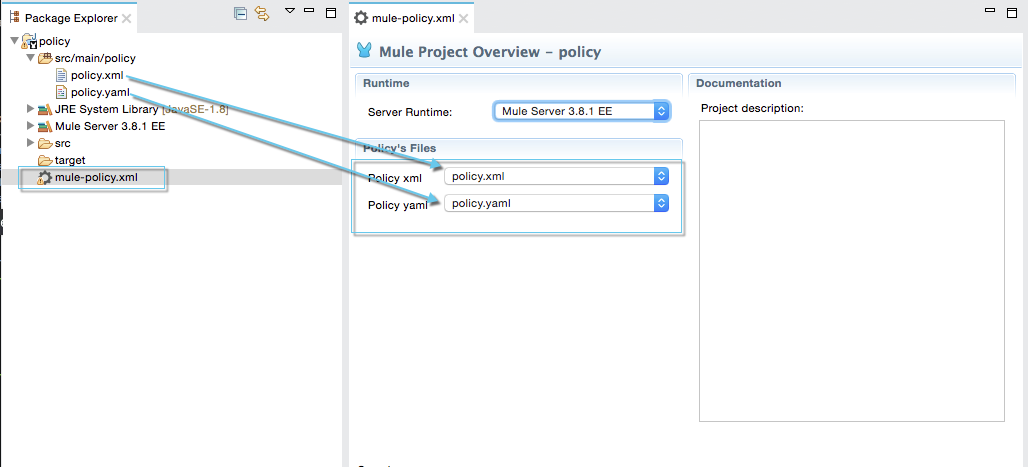 Package Explorer
policy
src/main/policy
policy.xml
policy.yaml
JRE System Library [JavaSE-1.8]
Mule Server 3.8.1 EE
src
target
mule-policy.xml
mule-policy.xml
Mule Project Overview - policy
Runtime
Server Runtime: Mule Server 3.8.1 EE
Policy's Files
Policy xml policy.xml
Policy yaml policy.yaml
Documentation
Project description: